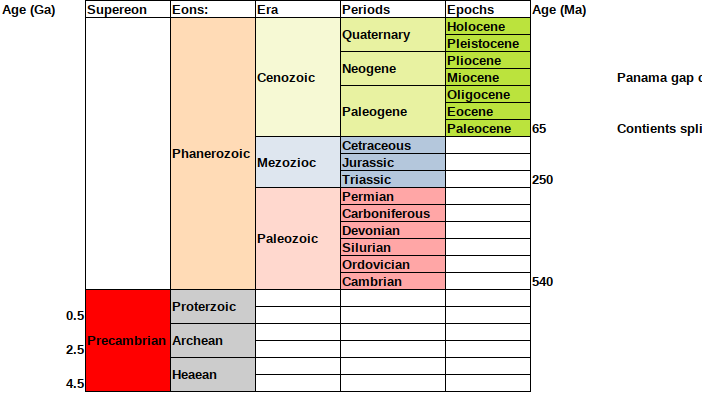 Age (Ga) Supereon Eons: Era Periods Epochs Age (Ma)
Holocene
Quaternary
Pleistocene
Pliocene
Neogene
Cenozoic Miocene Panama gap
Oligocene
Paleogene Eocene
Paleocene 65 Contients
Cetraceous
Phanerozoic Mezozioc Jurassic
Triassic 250
Permian
Carboniferous
Devonian
Paleozoic
Silurian
Ordovician
Cambrian 540
Proterzoic
0.5
Precambrian Archean
2.5
Heaean
4.5